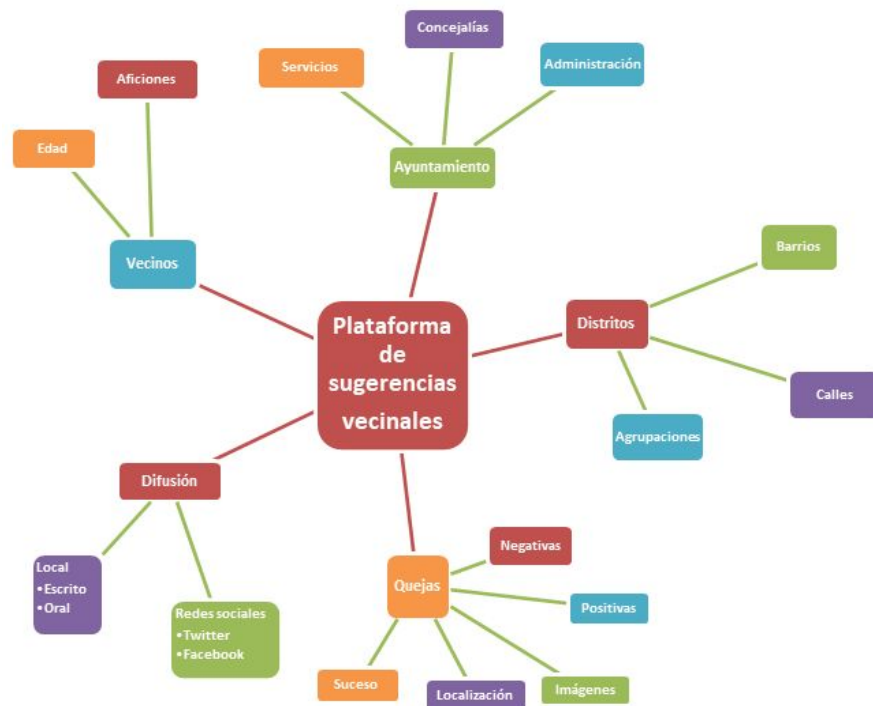 Concejalías
Servicios
Administración
Aficiones
Edad
Ayuntamiento
Vecinos
Barrios
Plataforma
de
sugerencias
vecinales
Distritos
Calles
Agrupaciones
Difusión
Local
•Escrito
•Oral
Redes sociales
•Twitter
•Facebook
Quejas
Negativas
Positivas
Suceso
Localización
Imágenes